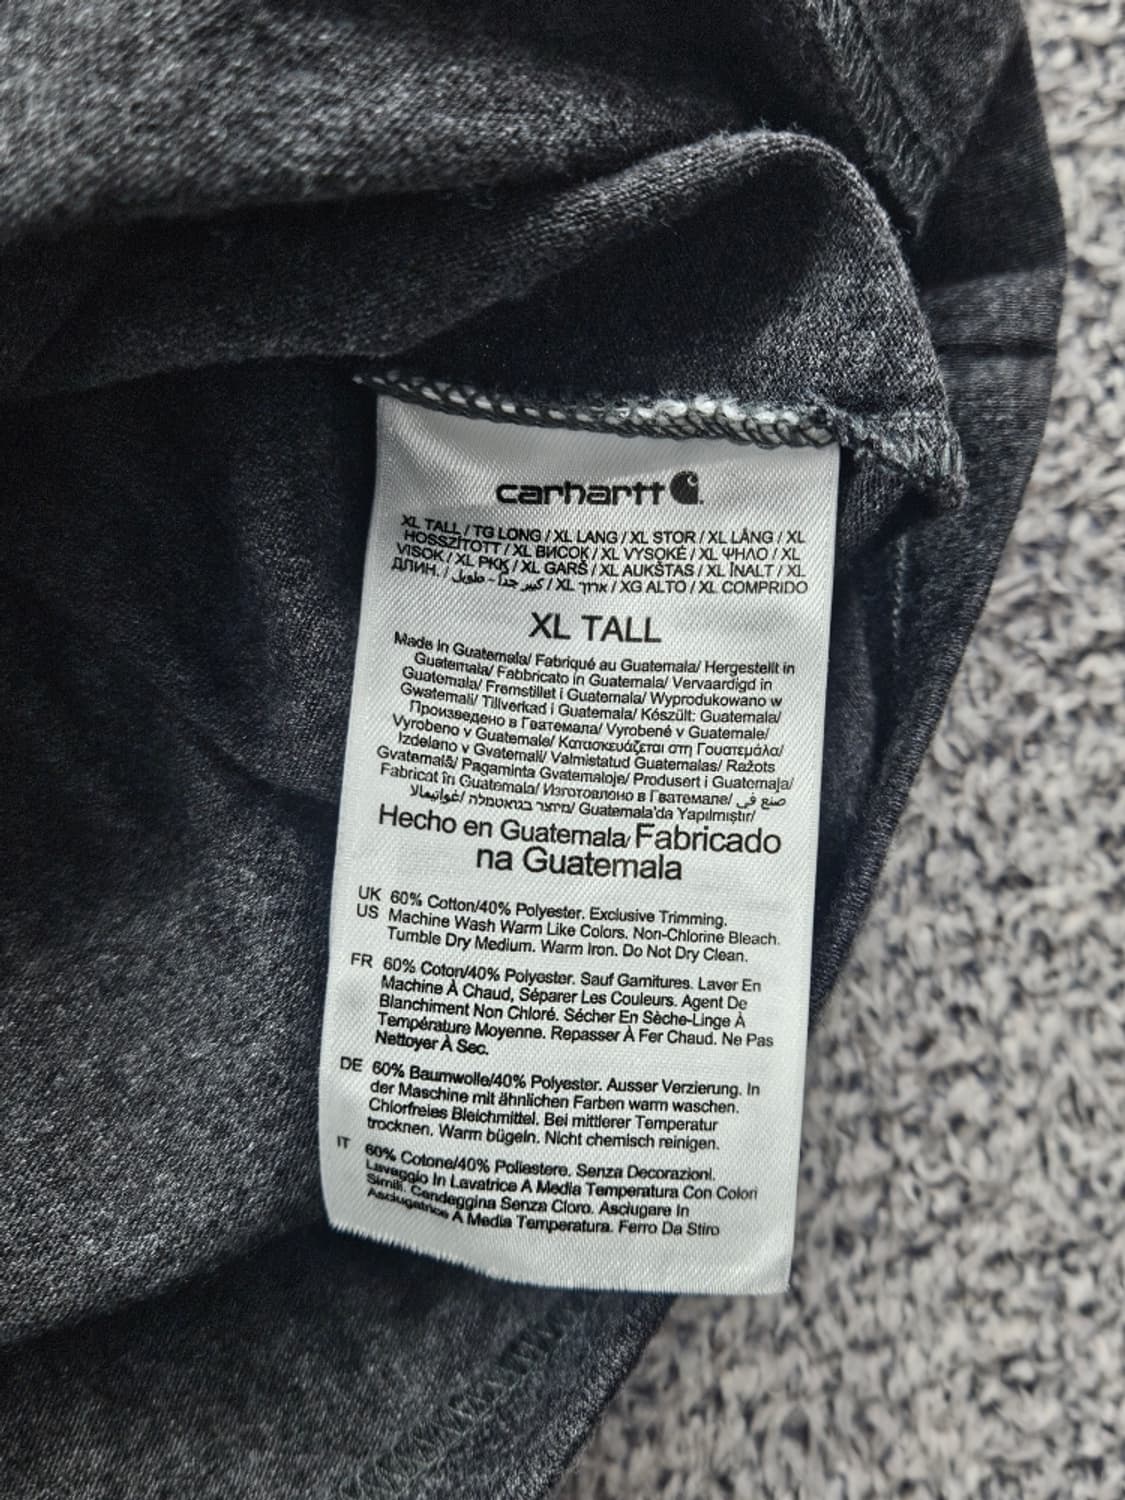 carhartt
XL TALL / TG LONG / XL LANG / XL STOR / XL LÅNG / XL
HOSSZÍTOTT / XL ВИСОК / XL VYSOKÉ / XL ΨΗΛΟ / XL
VISOK / XL PKK / XL GARŠ / XL AUKŠTAS / XL ÎNALT / XL
ДЛИН. / كبير جداً - طويل / XL ארוך / XG ALTO / XL COMPRIDO
XL TALL
Made in Guatemala/ Fabriqué au Guatemala/ Hergestellt in
Guatemala/ Fabbricato in Guatemala/ Vervaardigd in
Guatemala/ Fremstillet i Guatemala/ Wyprodukowano w
Gwatemali/ Tillverkad i Guatemala/ Készült: Guatemala/
Произведено в Гватемала/ Vyrobené v Guatemale/
Vyrobeno v Guatemale/ Κατασκευάζεται στη Γουατεμάλα/
Izdelano v Gvatemali/ Valmistatud Guatemalas/ Ražots
Gvatemalā/ Pagaminta Gvatemaloje/ Produsert i Guatemaja/
Fabricat în Guatemala/ Изготовлено в Гватемале/ صنع في
غواتيمالا/ מיוצר בגואטמלה/ Guatemala'da Yapılmıştır/
Hecho en Guatemala/ Fabricado
na Guatemala
UK 60% Cotton/40% Polyester. Exclusive Trimming.
US Machine Wash Warm Like Colors. Non-Chlorine Bleach.
Tumble Dry Medium. Warm Iron. Do Not Dry Clean.
FR 60% Coton/40% Polyester. Sauf Garnitures. Laver En
Machine À Chaud, Séparer Les Couleurs. Agent De
Blanchiment Non Chloré. Sécher En Sèche-Linge À
Température Moyenne. Repasser À Fer Chaud. Ne Pas
Nettoyer À Sec.
DE 60% Baumwolle/40% Polyester. Ausser Verzierung. In
der Maschine mit ähnlichen Farben warm waschen.
Chlorfreies Bleichmittel. Bei mittlerer Temperatur
trocknen. Warm bügeln. Nicht chemisch reinigen.
IT 60% Cotone/40% Poliestere. Senza Decorazioni.
Lavaggio In Lavatrice A Media Temperatura Con Colori
Simili. Candeggina Senza Cloro. Asciugare In
Asciugatrice A Media Temperatura. Ferro Da Stiro